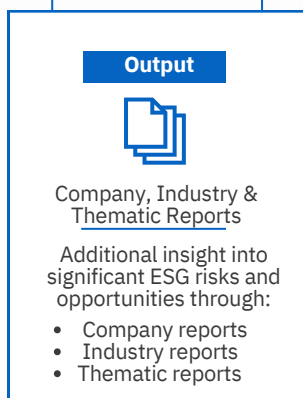 Output
Company, Industry &
Thematic Reports
Additional insight into
significant ESG risks and
opportunities through:
• Company reports
• Industry reports
• Thematic reports